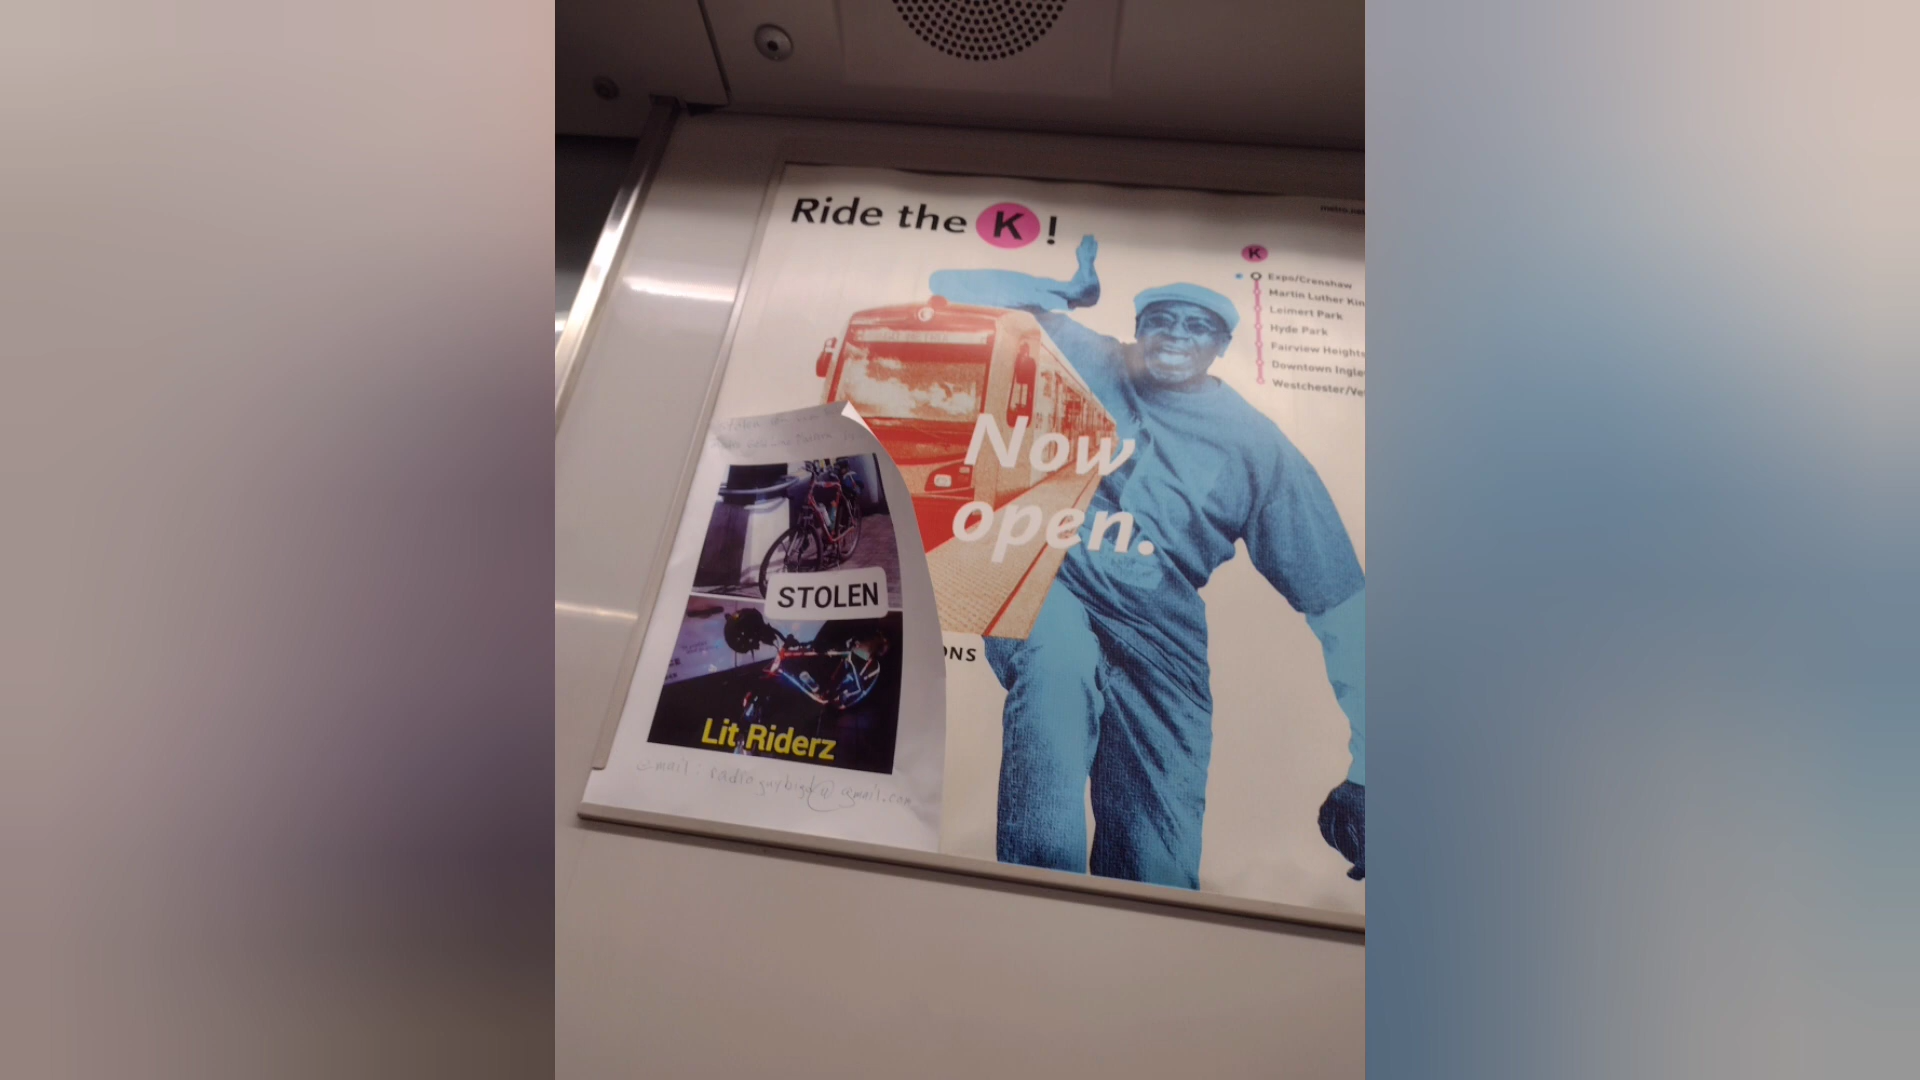 Ride the K!
K
Expo/Crenshaw
Martin Luther Kin
Leimert Park
Hyde Park
Fairview Heights
Downtown Ingle
Westchester/Ve
Now
open.
ONS
STOLEN
Lit Riderz